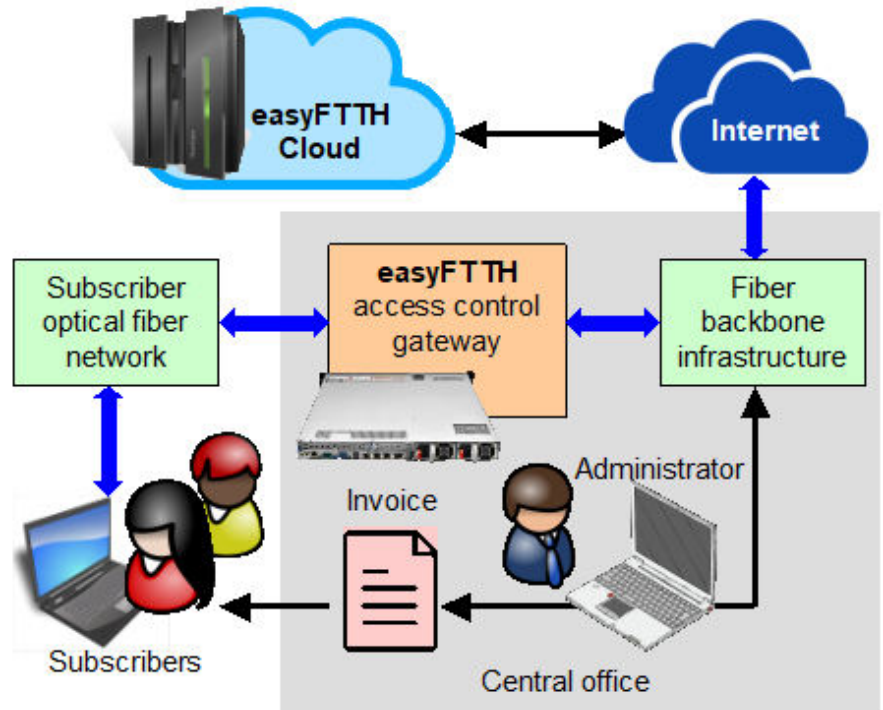 easyFTTH
Cloud
Internet
Subscriber
optical fiber
network
easyFTTH
access control
gateway
Fiber
backbone
infrastructure
Administrator
Invoice
Subscribers
Central office